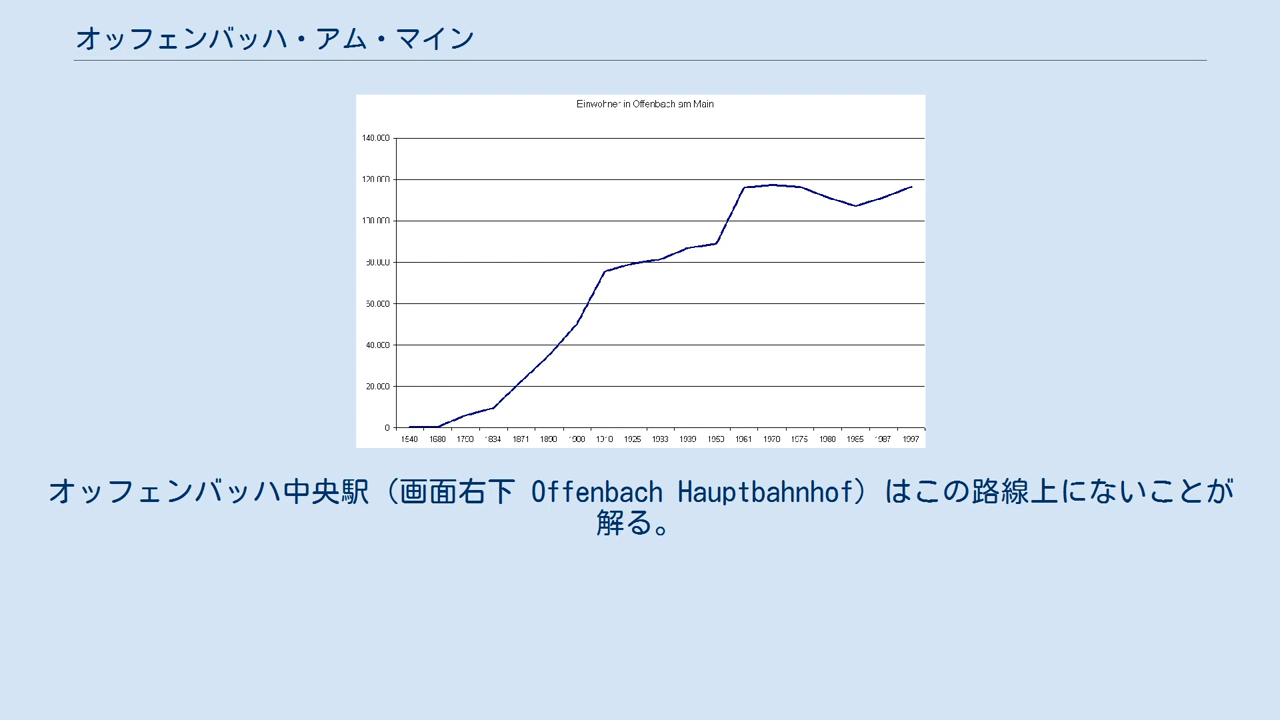 オッフェンバッハ・アム・マイン
Einwohner in Offenbach am Main
140.000
120.000
100.000
80.000
60.000
40.000
20.000
0
1540 1680 1700 1834 1871 1890 1900 1910 1925 1933 1939 1950 1961 1970 1975 1980 1985 1987 1997
オッフェンバッハ中央駅（画面右下 Offenbach Hauptbahnhof）はこの路線上にないことが
解る。